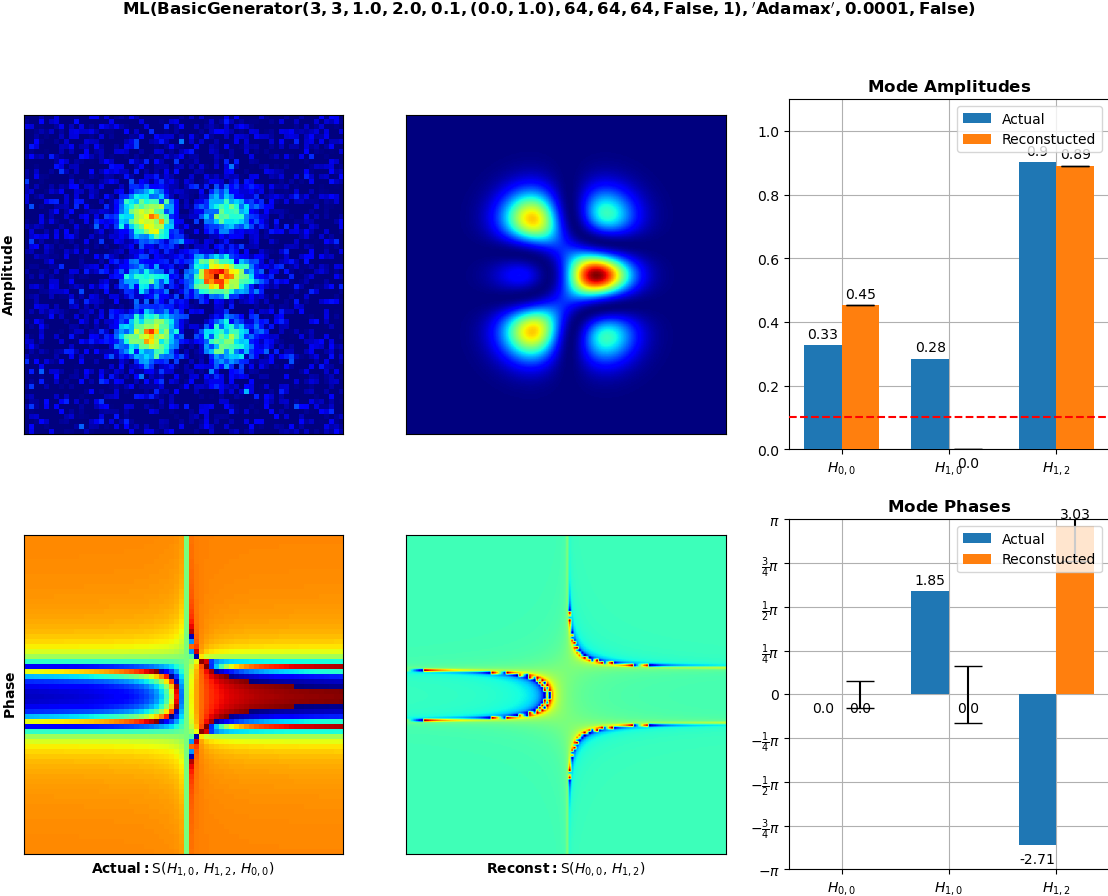 ML(BasicGenerator(3, 3, 1.0, 2.0, 0.1, (0.0, 1.0), 64, 64, 64, False, 1), ′Adamax′, 0.0001, False)
Amplitude
Mode Amplitudes
Actual
Reconstucted
1.0
0.8
0.6
0.4
0.2
0.0
0.33
0.45
0.28
0.0
0.9
0.89
H0,0
H1,0
H1,2
Phase
Actual: S(H1,0, H1,2, H0,0)
Reconst: S(H0,0, H1,2)
Mode Phases
Actual
Reconstucted
π
3/4π
1/2π
1/4π
0
−1/4π
−1/2π
−3/4π
−π
0.0
0.0
1.85
0.0
-2.71
3.03
H0,0
H1,0
H1,2